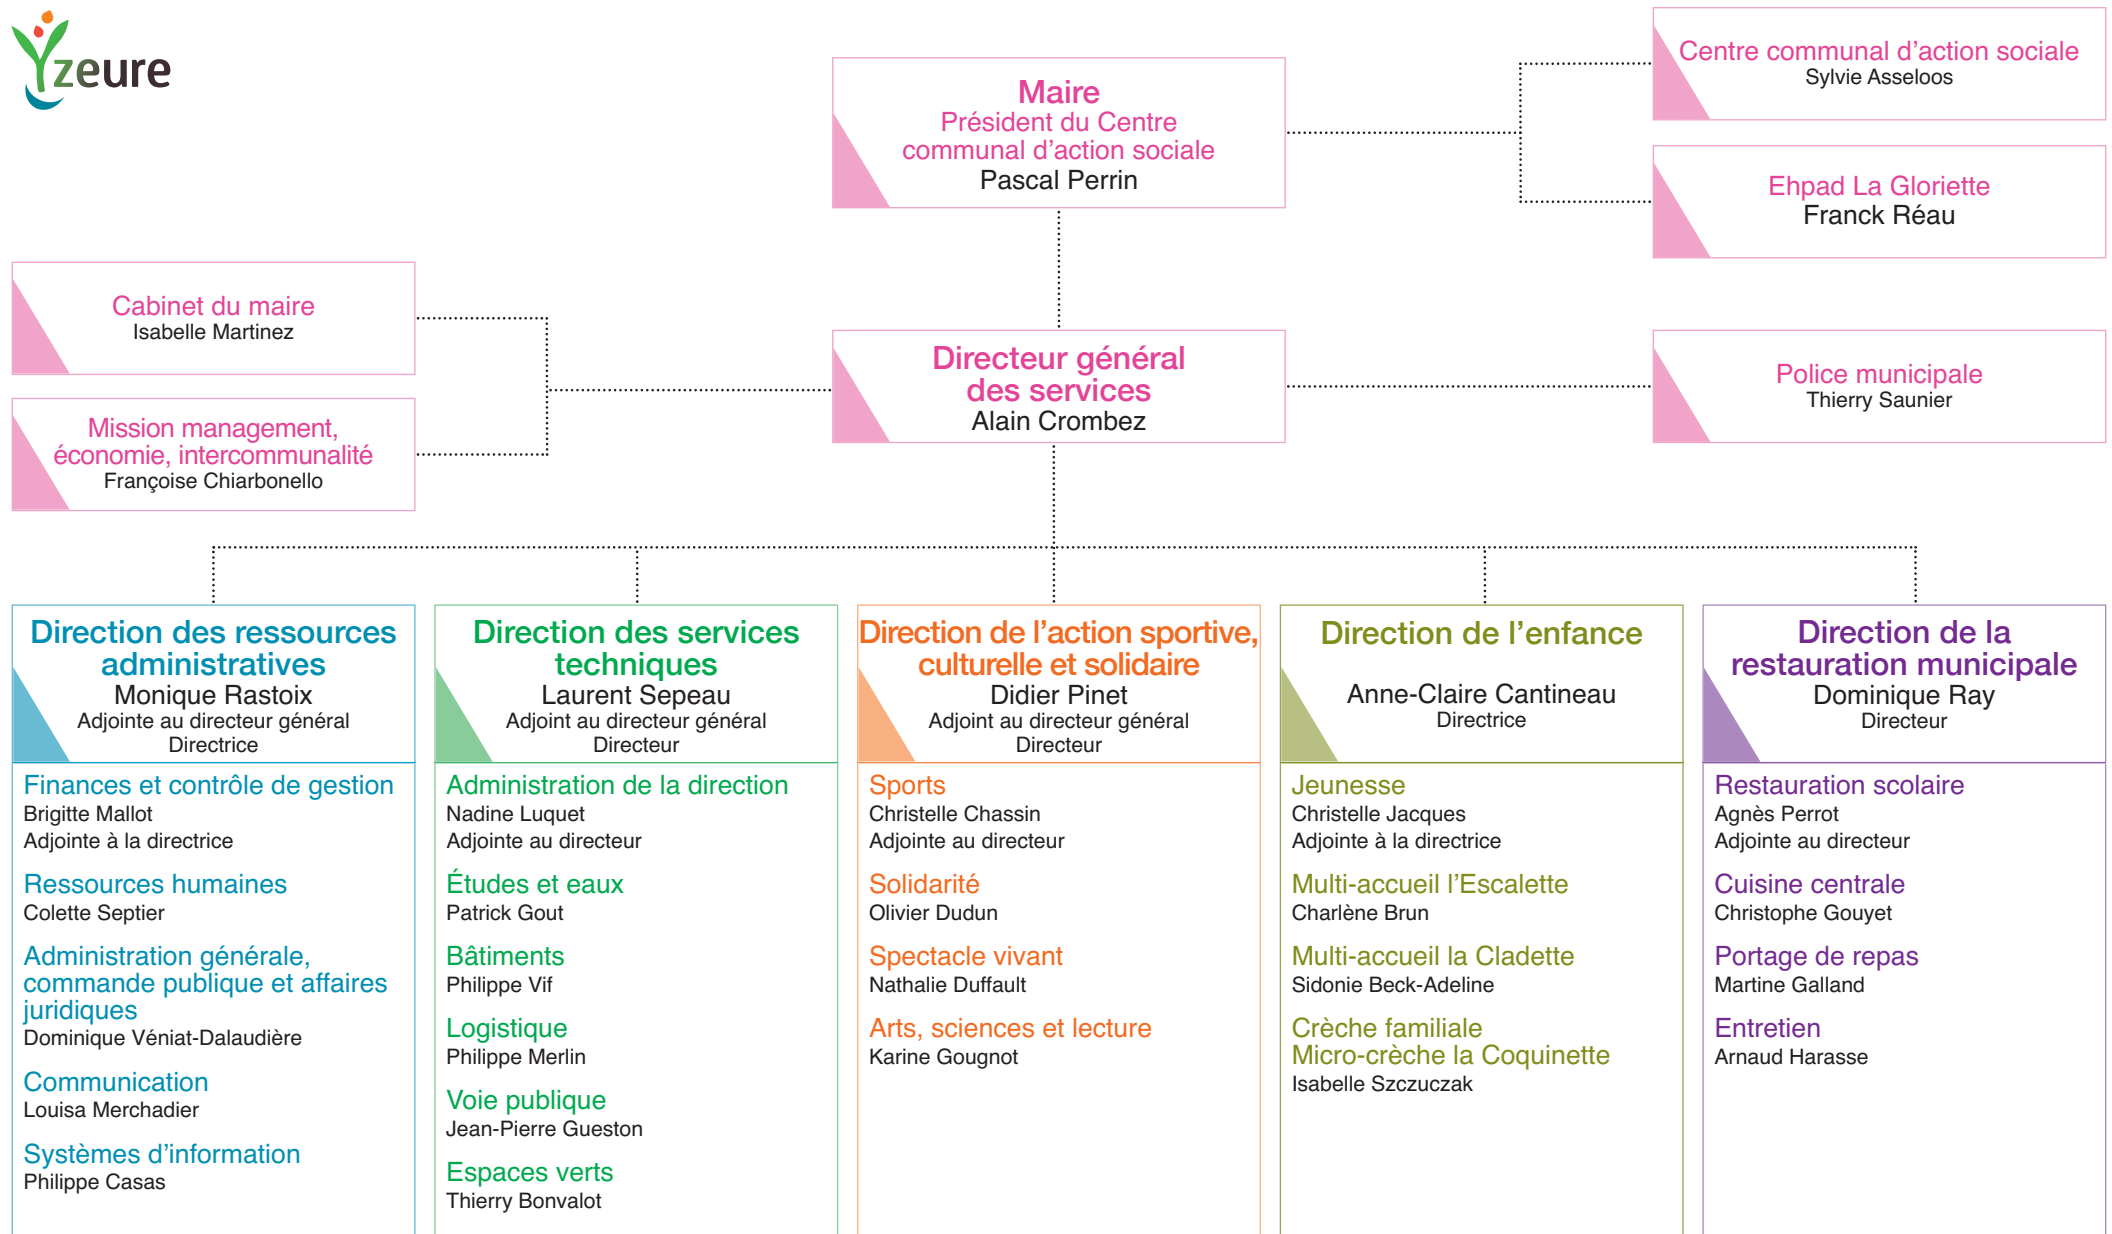 Yzeure
Maire
Président du Centre
communal d’action sociale
Pascal Perrin
Centre communal d’action sociale
Sylvie Asseloos
Ehpad La Gloriette
Franck Réau
Cabinet du maire
Isabelle Martinez
Mission management,
économie, intercommunalité
Françoise Chiarbonello
Directeur général
des services
Alain Crombez
Police municipale
Thierry Saunier
Direction des ressources
administratives
Monique Rastoix
Adjointe au directeur général
Directrice
Finances et contrôle de gestion
Brigitte Mallot
Adjointe à la directrice
Ressources humaines
Colette Septier
Administration générale,
commande publique et affaires
juridiques
Dominique Véniat-Dalaudière
Communication
Louisa Merchadier
Systèmes d’information
Philippe Casas
Direction des services
techniques
Laurent Sepeau
Adjoint au directeur général
Directeur
Administration de la direction
Nadine Luquet
Adjointe au directeur
Études et eaux
Patrick Gout
Bâtiments
Philippe Vif
Logistique
Philippe Merlin
Voie publique
Jean-Pierre Gueston
Espaces verts
Thierry Bonvalot
Direction de l’action sportive,
culturelle et solidaire
Didier Pinet
Adjoint au directeur général
Directeur
Sports
Christelle Chassin
Adjointe au directeur
Solidarité
Olivier Dudun
Spectacle vivant
Nathalie Duffault
Arts, sciences et lecture
Karine Gougnot
Direction de l’enfance
Anne-Claire Cantineau
Directrice
Jeunesse
Christelle Jacques
Adjointe à la directrice
Multi-accueil l’Escalette
Charlène Brun
Multi-accueil la Cladette
Sidonie Beck-Adeline
Crèche familiale
Micro-crèche la Coquinette
Isabelle Szczuczak
Direction de la
restauration municipale
Dominique Ray
Directeur
Restauration scolaire
Agnès Perrot
Adjointe au directeur
Cuisine centrale
Christophe Gouyet
Portage de repas
Martine Galland
Entretien
Arnaud Harasse